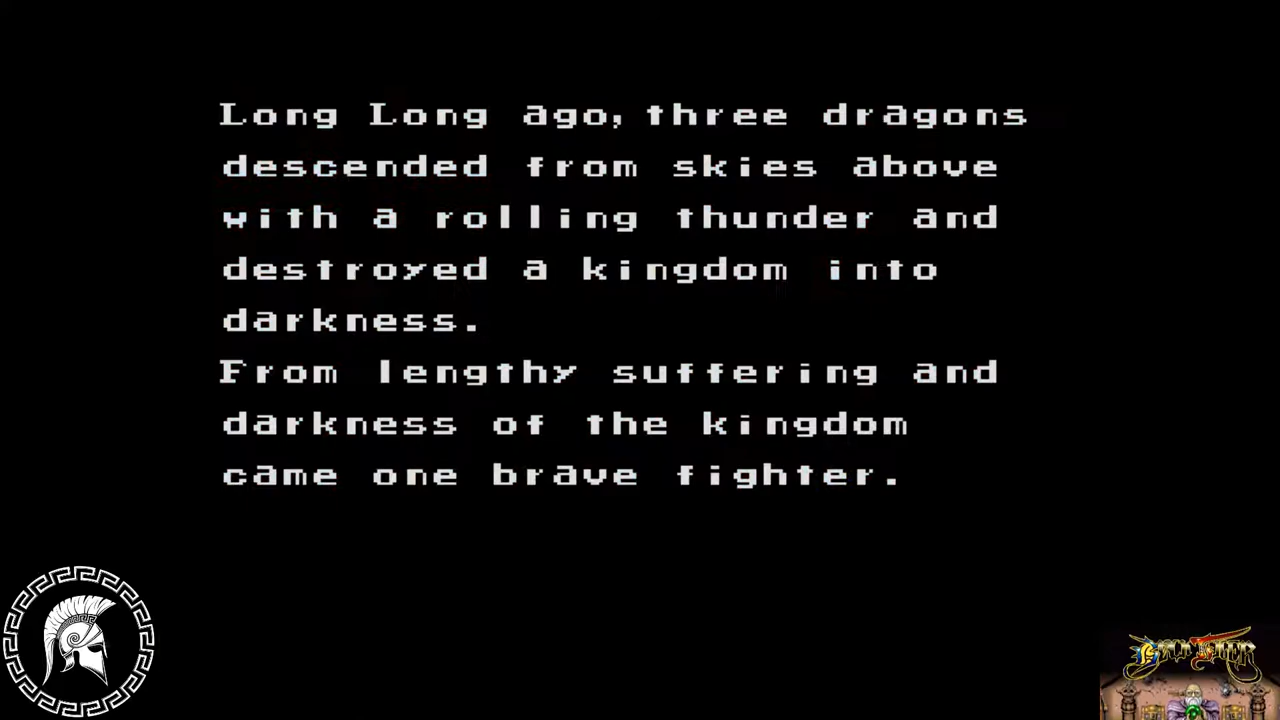 Long Long ago, three dragons
descended from skies above
with a rolling thunder and
destroyed a kingdom into
darkness.
From lengthy suffering and
darkness of the kingdom
came one brave fighter.